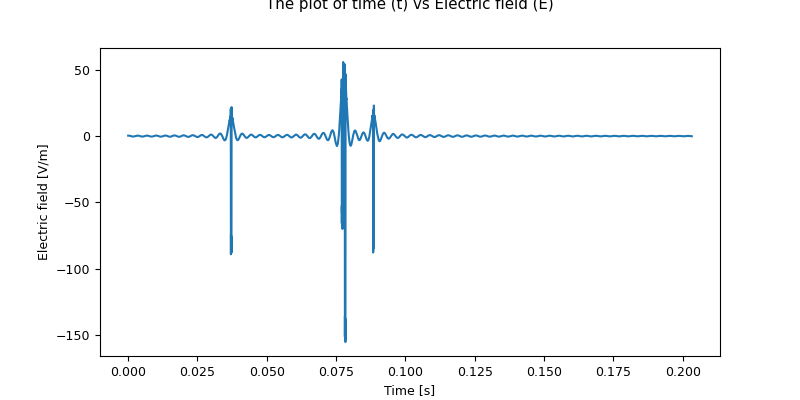 The plot of time (t) vs Electric field (E)
50
0
−50
−100
−150
Electric field [V/m]
0.000 0.025 0.050 0.075 0.100 0.125 0.150 0.175 0.200
Time [s]